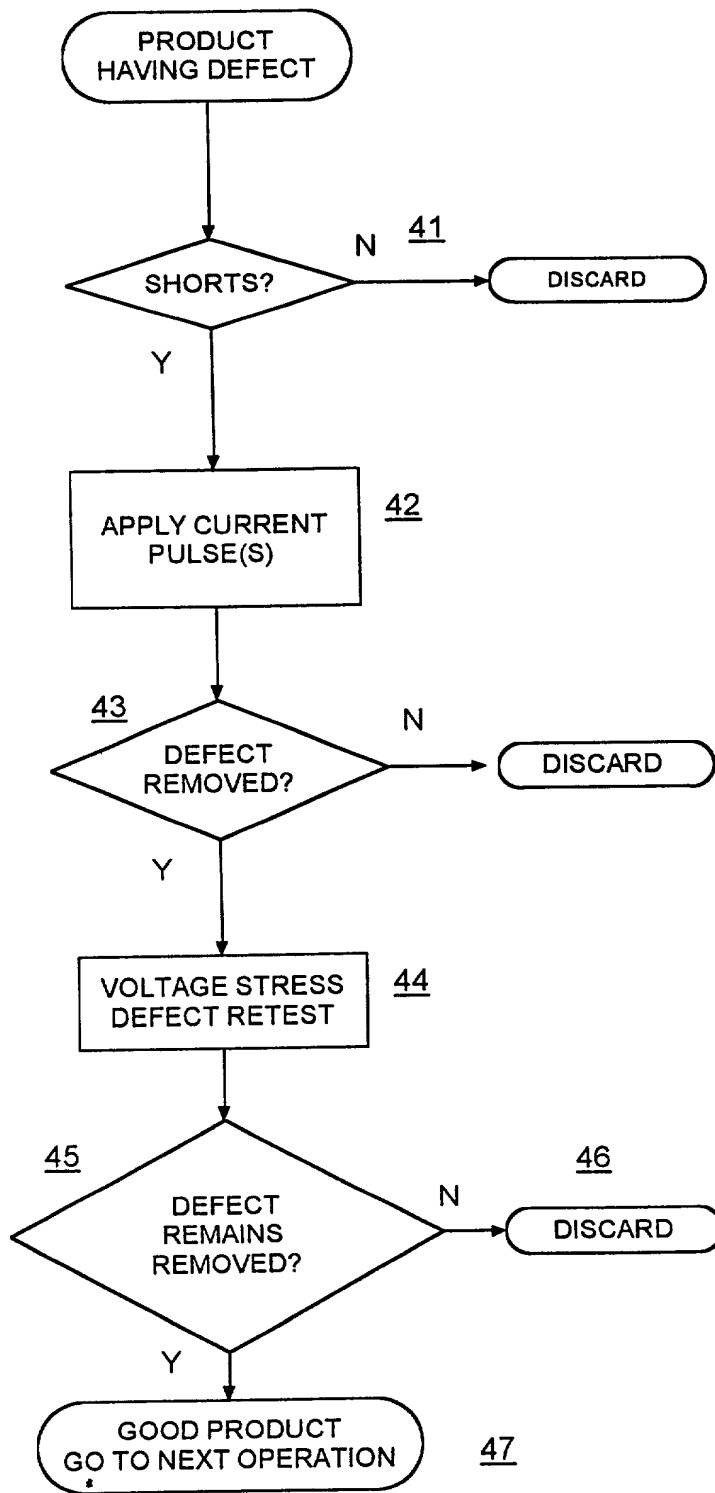 PRODUCT
HAVING DEFECT
SHORTS?
N
41
DISCARD
Y
APPLY CURRENT
PULSE(S)
42
43
DEFECT
REMOVED?
N
DISCARD
Y
VOLTAGE STRESS
DEFECT RETEST
44
45
DEFECT
REMAINS
REMOVED?
N
46
DISCARD
Y
GOOD PRODUCT
GO TO NEXT OPERATION
47